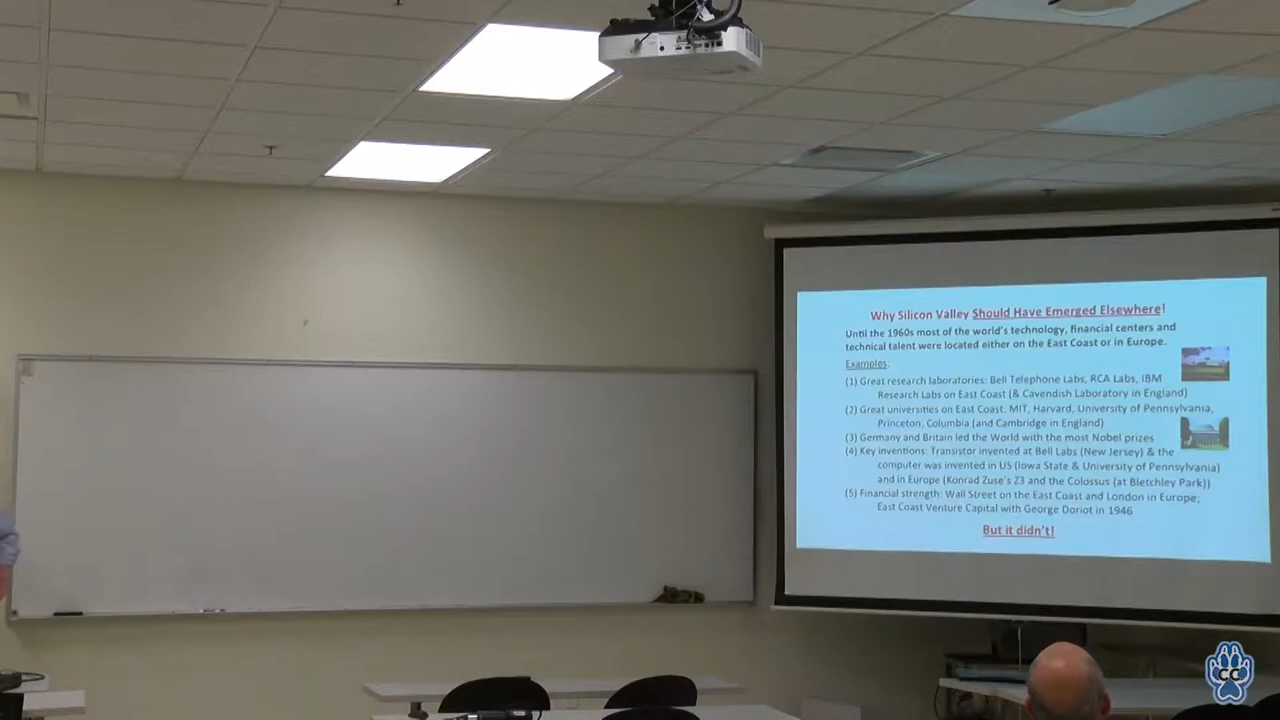 Why Silicon Valley Should Have Emerged Elsewhere!
Until the 1960s most of the world's technology, financial centers and
technical talent were located either on the East Coast or in Europe.
Examples:
(1) Great research laboratories: Bell Telephone Labs, RCA Labs, IBM
Research Labs on East Coast (& Cavendish Laboratory in England)
(2) Great universities on East Coast: MIT, Harvard, University of Pennsylvania,
Princeton, Columbia (and Cambridge in England)
(3) Germany and Britain led the World with the most Nobel prizes
(4) Key inventions: Transistor invented at Bell Labs (New Jersey) & the
computer was invented in US (Iowa State & University of Pennsylvania)
and in Europe (Konrad Zuse's Z3 and the Colossus (at Bletchley Park))
(5) Financial strength: Wall Street on the East Coast and London in Europe;
East Coast Venture Capital with George Doriot in 1946
But it didn't!
CC